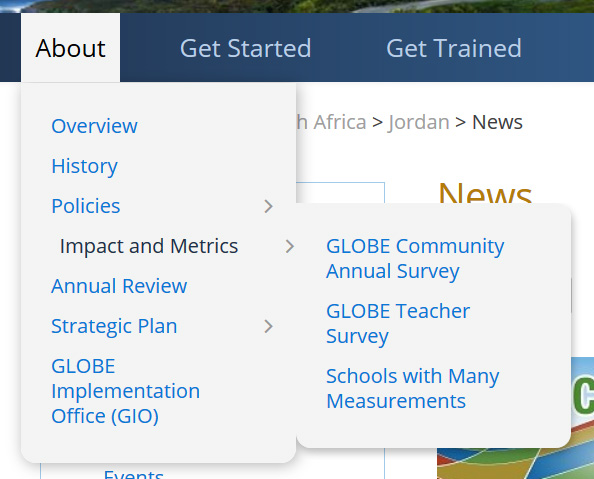 About
Get Started
Get Trained
Africa > Jordan > News
News
Overview
History
Policies
Impact and Metrics
Annual Review
Strategic Plan
GLOBE
Implementation
Office (GIO)
GLOBE Community
Annual Survey
GLOBE Teacher
Survey
Schools with Many
Measurements
Events